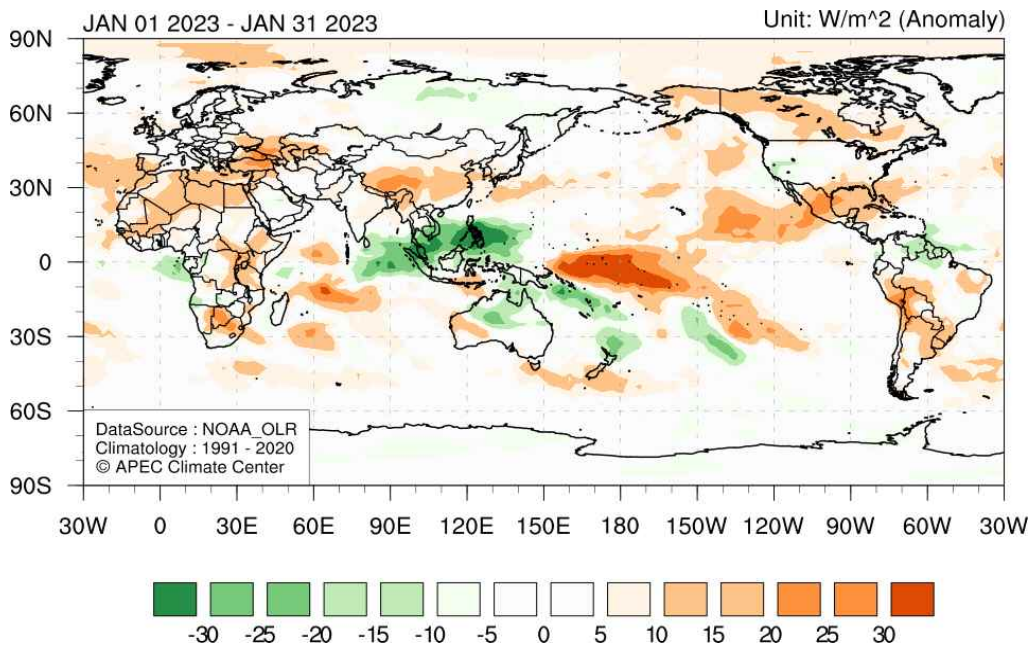 JAN 01 2023 - JAN 31 2023 Unit: W/m^2 (Anomaly)
90N
60N
30N
0
30S
60S
90S
DataSource : NOAA_OLR
Climatology : 1991 - 2020
© APEC Climate Center
30W 0 30E 60E 90E 120E 150E 180 150W 120W 90W 60W 30W
-30 -25 -20 -15 -10 -5 0 5 10 15 20 25 30